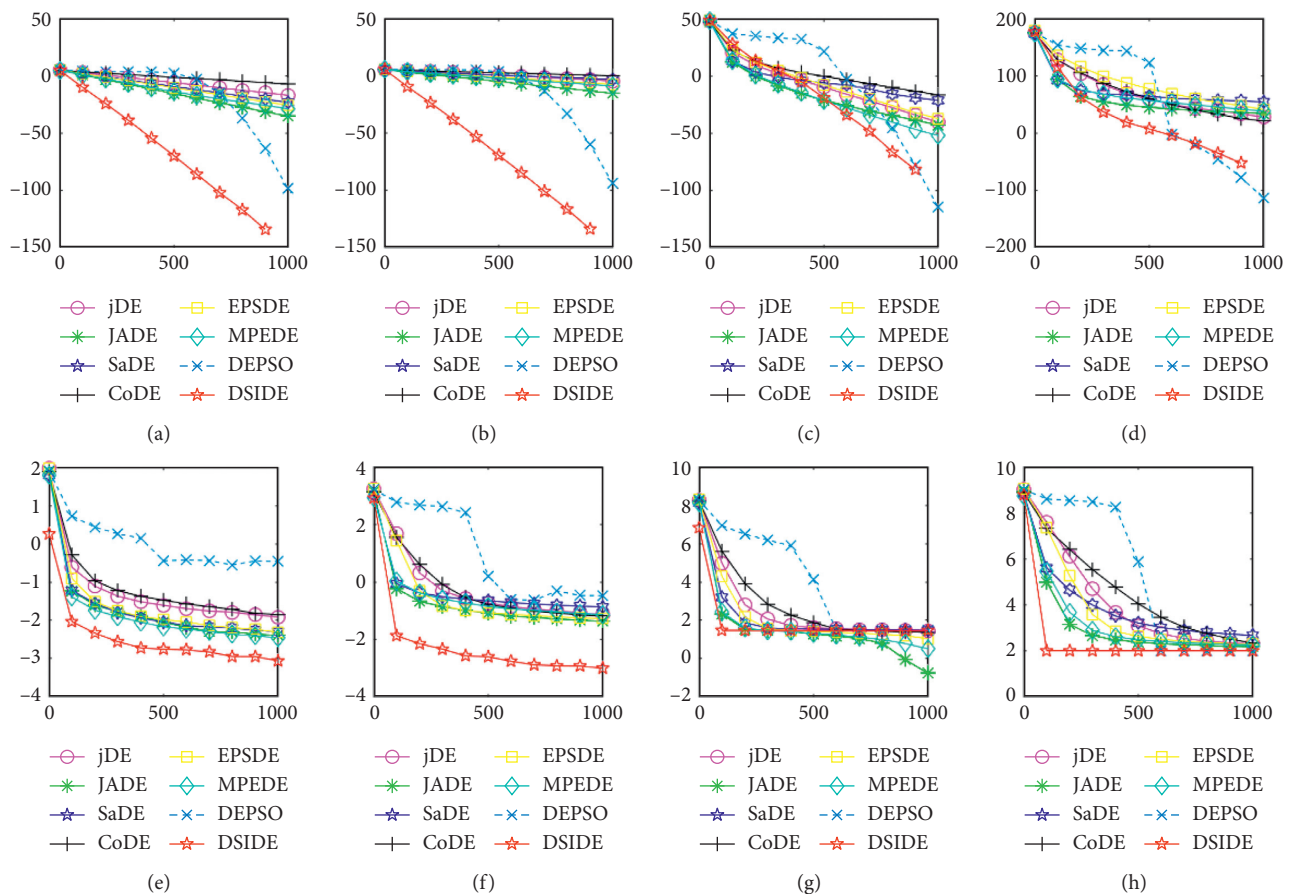 50
0
−50
−100
−150
0 500 1000
jDE EPSDE
JADE MPEDE
SaDE DEPSO
CoDE DSIDE
(a)
50
0
−50
−100
−150
0 500 1000
jDE EPSDE
JADE MPEDE
SaDE DEPSO
CoDE DSIDE
(b)
50
0
−50
−100
−150
0 500 1000
jDE EPSDE
JADE MPEDE
SaDE DEPSO
CoDE DSIDE
(c)
200
100
0
−100
−200
0 500 1000
jDE EPSDE
JADE MPEDE
SaDE DEPSO
CoDE DSIDE
(d)
2
1
0
−1
−2
−3
−4
0 500 1000
jDE EPSDE
JADE MPEDE
SaDE DEPSO
CoDE DSIDE
(e)
4
2
0
−2
−4
0 500 1000
jDE EPSDE
JADE MPEDE
SaDE DEPSO
CoDE DSIDE
(f)
10
8
6
4
2
0
−2
0 500 1000
jDE EPSDE
JADE MPEDE
SaDE DEPSO
CoDE DSIDE
(g)
10
8
6
4
2
0
0 500 1000
jDE EPSDE
JADE MPEDE
SaDE DEPSO
CoDE DSIDE
(h)